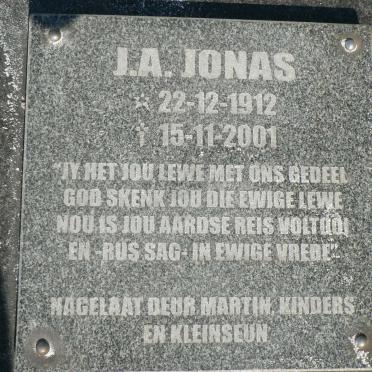 J.A. JONAS
☆ 22-12-1912
† 15-11-2001
"JY HET JOU LEWE MET ONS GEDEEL
GOD SKENK JOU DIE EWIGE LEWE
NOU IS JOU AARDSE REIS VOLTOOI
EN -RUS SAG- IN EWIGE VREDE"
NAGELAAT DEUR MARTIN, KINDERS
EN KLEINSEUN